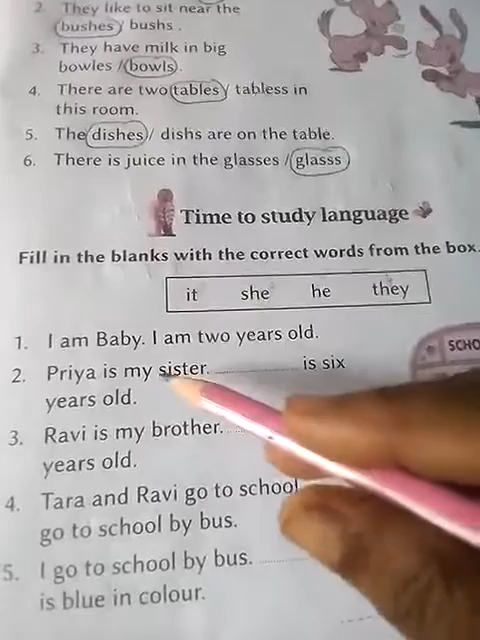 2. They like to sit near the
bushes / bushs .
3. They have milk in big
bowles / bowls .
4. There are two tables / tabless in
this room.
5. The dishes / dishs are on the table.
6. There is juice in the glasses / glasss
Time to study language
Fill in the blanks with the correct words from the box.
it she he they
1. I am Baby. I am two years old.
SCHO
2. Priya is my sister. .................. is six
years old.
3. Ravi is my brother.
years old.
4. Tara and Ravi go to school
go to school by bus.
5. I go to school by bus. ..........
is blue in colour.